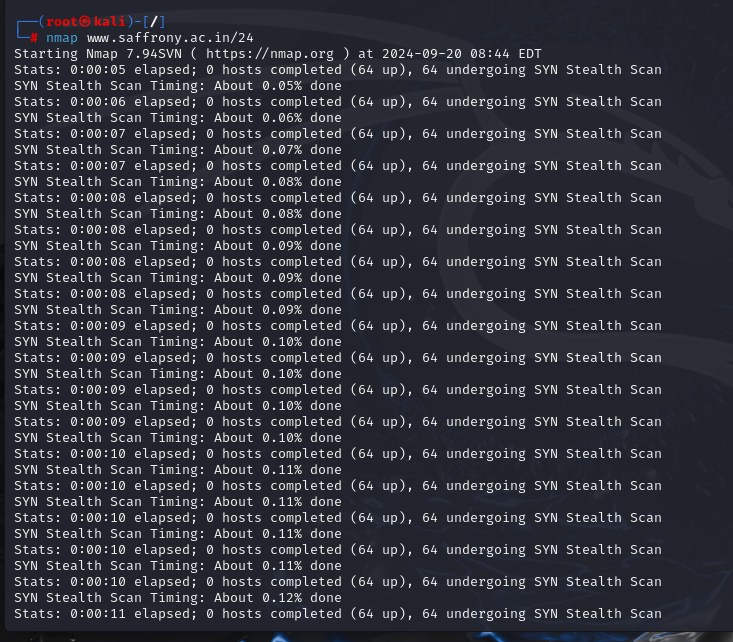 ┌──(root㉿kali)-[/]
└─# nmap www.saffrony.ac.in/24
Starting Nmap 7.94SVN ( https://nmap.org ) at 2024-09-20 08:44 EDT
Stats: 0:00:05 elapsed; 0 hosts completed (64 up), 64 undergoing SYN Stealth Scan
SYN Stealth Scan Timing: About 0.05% done
Stats: 0:00:06 elapsed; 0 hosts completed (64 up), 64 undergoing SYN Stealth Scan
SYN Stealth Scan Timing: About 0.06% done
Stats: 0:00:07 elapsed; 0 hosts completed (64 up), 64 undergoing SYN Stealth Scan
SYN Stealth Scan Timing: About 0.07% done
Stats: 0:00:07 elapsed; 0 hosts completed (64 up), 64 undergoing SYN Stealth Scan
SYN Stealth Scan Timing: About 0.08% done
Stats: 0:00:08 elapsed; 0 hosts completed (64 up), 64 undergoing SYN Stealth Scan
SYN Stealth Scan Timing: About 0.08% done
Stats: 0:00:08 elapsed; 0 hosts completed (64 up), 64 undergoing SYN Stealth Scan
SYN Stealth Scan Timing: About 0.09% done
Stats: 0:00:08 elapsed; 0 hosts completed (64 up), 64 undergoing SYN Stealth Scan
SYN Stealth Scan Timing: About 0.09% done
Stats: 0:00:08 elapsed; 0 hosts completed (64 up), 64 undergoing SYN Stealth Scan
SYN Stealth Scan Timing: About 0.09% done
Stats: 0:00:09 elapsed; 0 hosts completed (64 up), 64 undergoing SYN Stealth Scan
SYN Stealth Scan Timing: About 0.10% done
Stats: 0:00:09 elapsed; 0 hosts completed (64 up), 64 undergoing SYN Stealth Scan
SYN Stealth Scan Timing: About 0.10% done
Stats: 0:00:09 elapsed; 0 hosts completed (64 up), 64 undergoing SYN Stealth Scan
SYN Stealth Scan Timing: About 0.10% done
Stats: 0:00:09 elapsed; 0 hosts completed (64 up), 64 undergoing SYN Stealth Scan
SYN Stealth Scan Timing: About 0.10% done
Stats: 0:00:10 elapsed; 0 hosts completed (64 up), 64 undergoing SYN Stealth Scan
SYN Stealth Scan Timing: About 0.11% done
Stats: 0:00:10 elapsed; 0 hosts completed (64 up), 64 undergoing SYN Stealth Scan
SYN Stealth Scan Timing: About 0.11% done
Stats: 0:00:10 elapsed; 0 hosts completed (64 up), 64 undergoing SYN Stealth Scan
SYN Stealth Scan Timing: About 0.11% done
Stats: 0:00:10 elapsed; 0 hosts completed (64 up), 64 undergoing SYN Stealth Scan
SYN Stealth Scan Timing: About 0.11% done
Stats: 0:00:10 elapsed; 0 hosts completed (64 up), 64 undergoing SYN Stealth Scan
SYN Stealth Scan Timing: About 0.12% done
Stats: 0:00:11 elapsed; 0 hosts completed (64 up), 64 undergoing SYN Stealth Scan